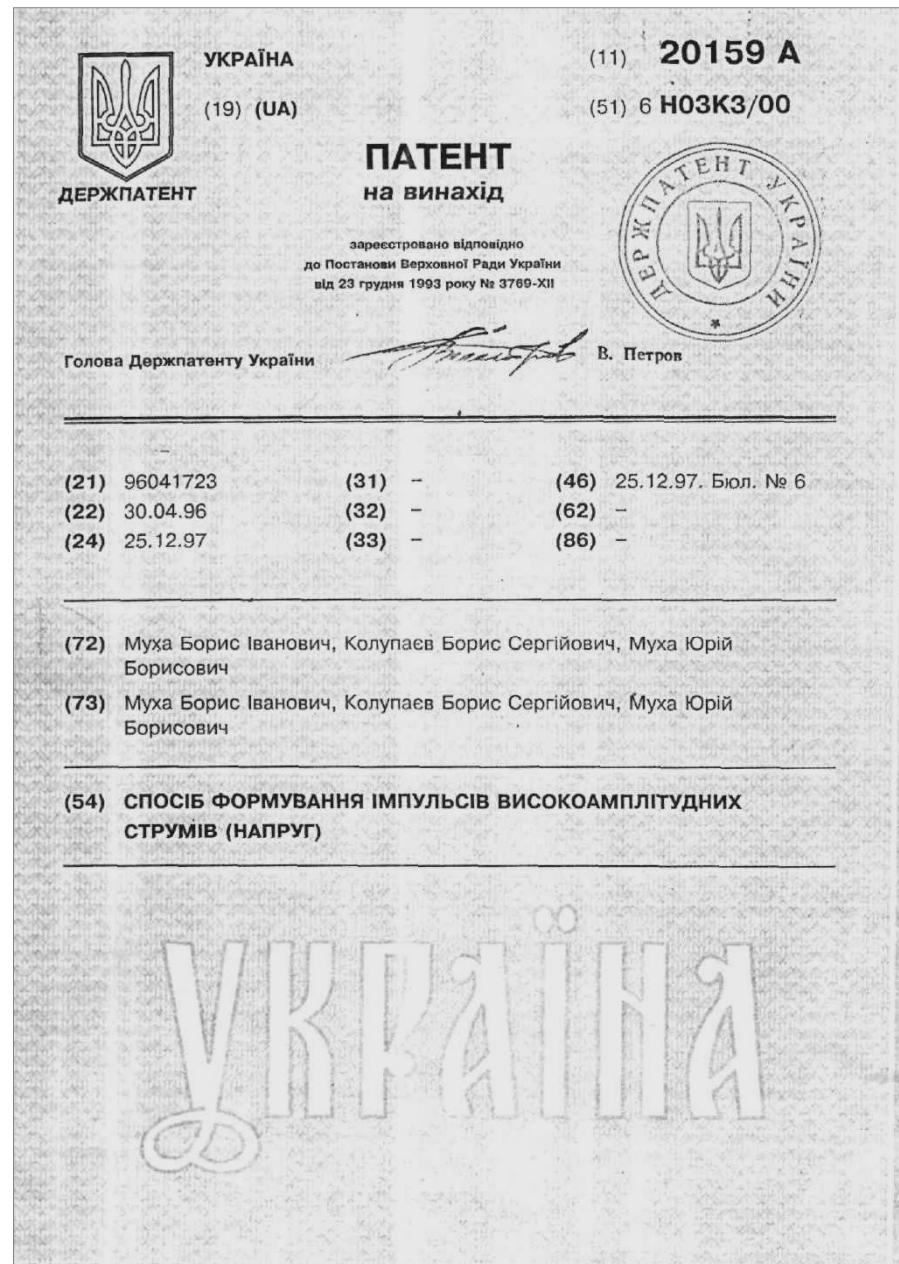 УКРАЇНА
(19) (UA)
ДЕРЖПАТЕНТ
(11) 20159 A
(51) 6 H03K3/00
ПАТЕНТ
на винахід
зареєстровано відповідно
до Постанови Верховної Ради України
від 23 грудня 1993 року № 3769-XII
ДЕРЖПАТЕНТ УКРАЇНИ
Голова Держпатенту України В. Петров
(21) 96041723 (31) – (46) 25.12.97. Бюл. № 6
(22) 30.04.96 (32) – (62) –
(24) 25.12.97 (33) – (86) –
(72) Муха Борис Іванович, Колупаєв Борис Сергійович, Муха Юрій
Борисович
(73) Муха Борис Іванович, Колупаєв Борис Сергійович, Муха Юрій
Борисович
(54) СПОСІБ ФОРМУВАННЯ ІМПУЛЬСІВ ВИСОКОАМПЛІТУДНИХ
СТРУМІВ (НАПРУГ)
УКРАЇНА